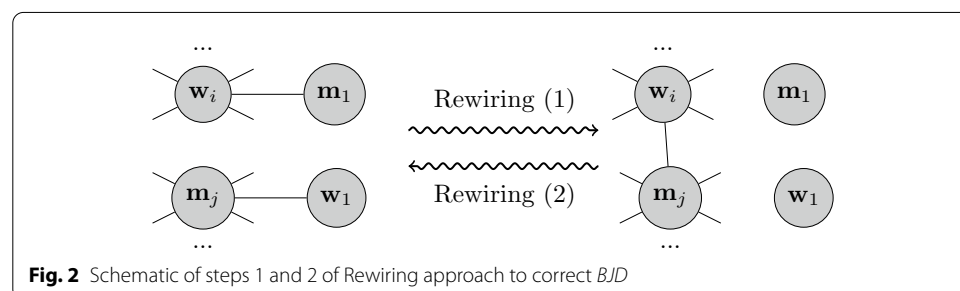 ... ...
w_i m_1 Rewiring (1) w_i m_1
m_j w_1 Rewiring (2) m_j w_1
... ...
Fig. 2 Schematic of steps 1 and 2 of Rewiring approach to correct BJD